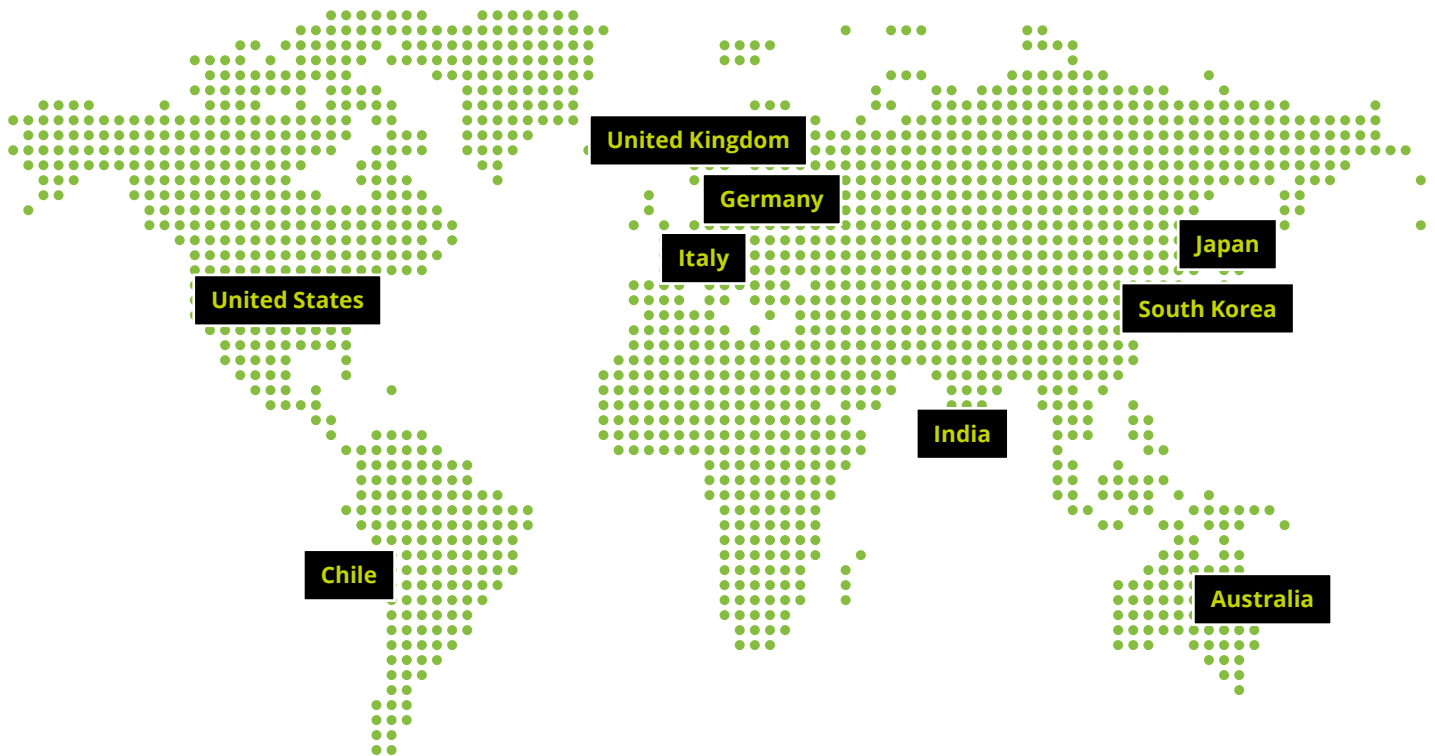 United Kingdom
Germany
Japan
Italy
United States
South Korea
India
Chile
Australia